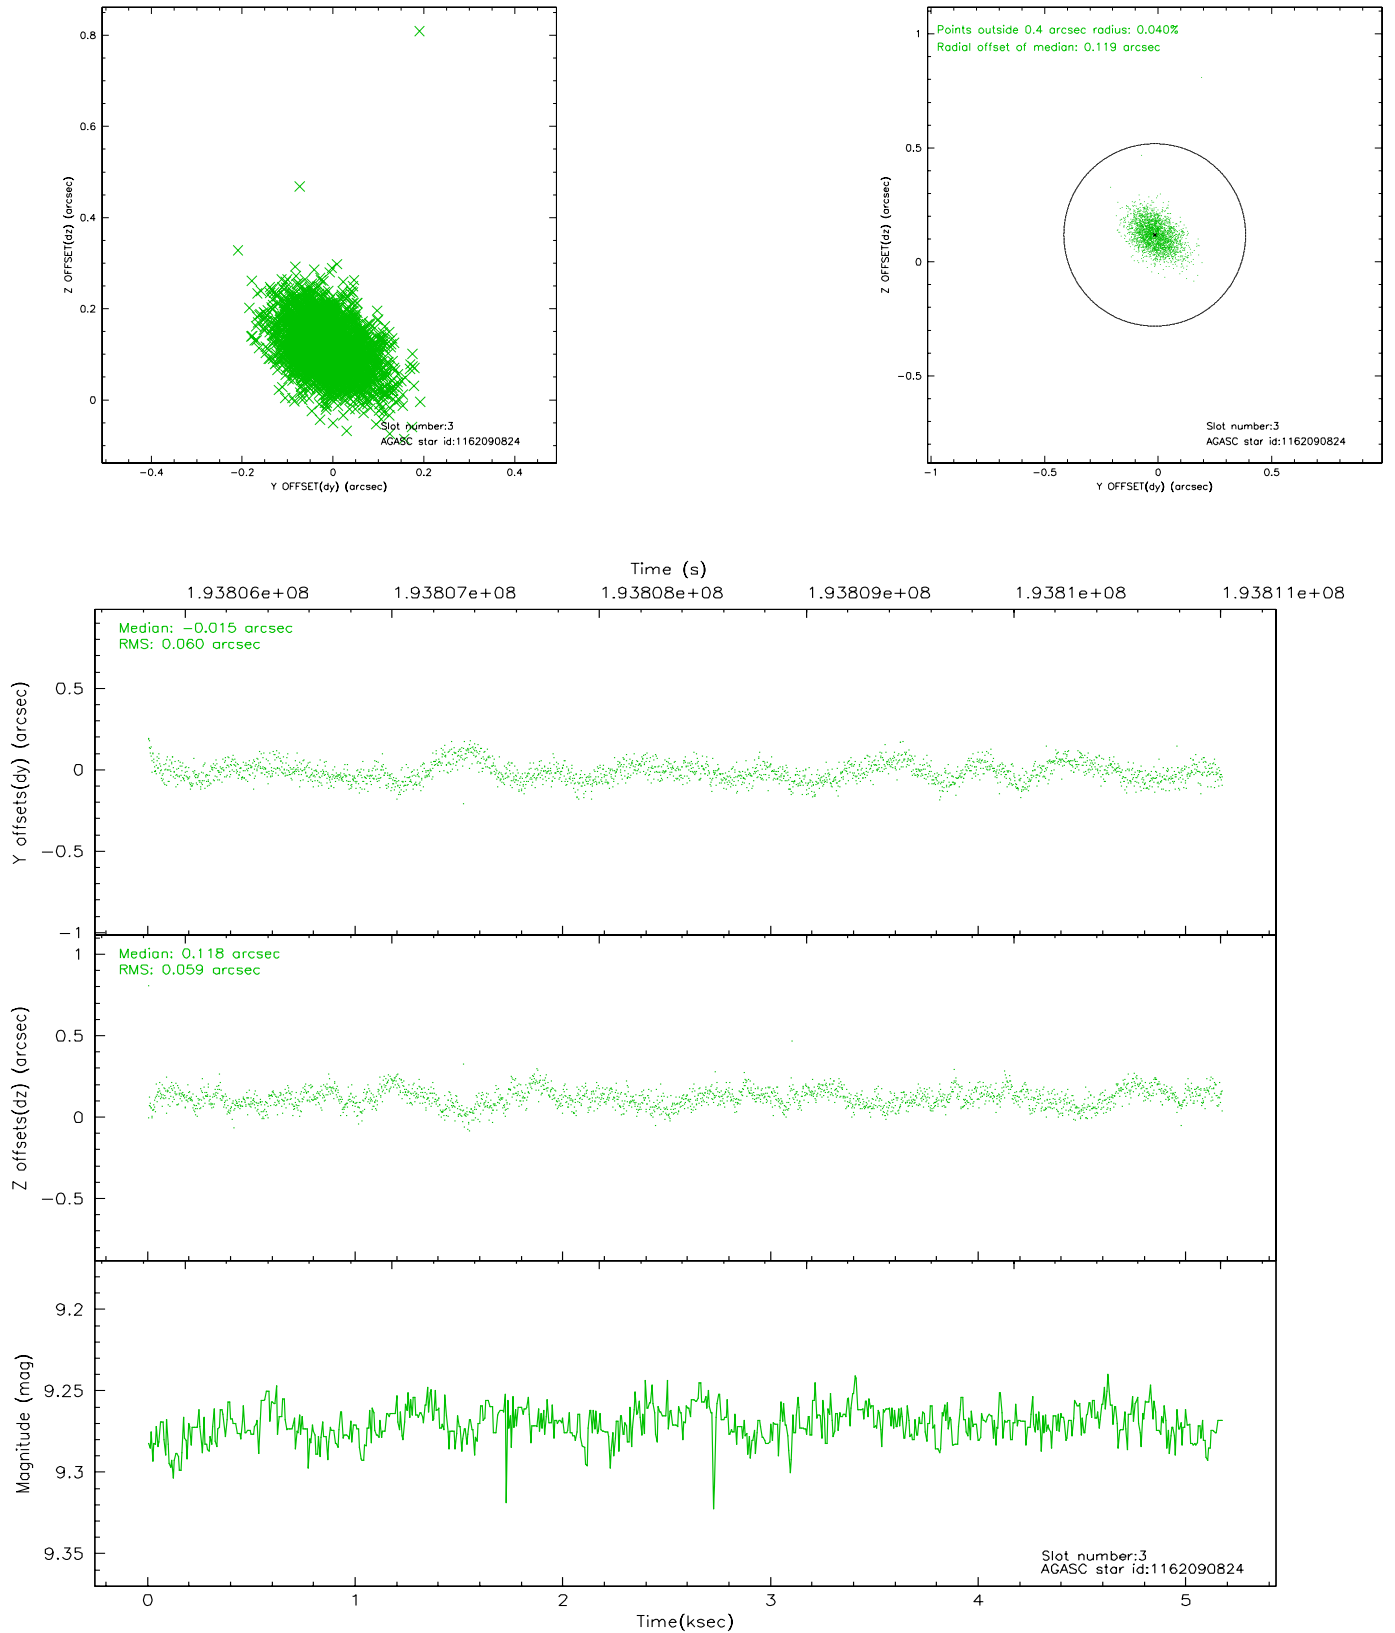 0.8
0.6
0.4
0.2
0
Z OFFSET(dz) (arcsec)
Slot number:3
AGASC star id:1162090824
−0.4 −0.2 0 0.2 0.4
Y OFFSET(dy) (arcsec)
Points outside 0.4 arcsec radius: 0.040%
Radial offset of median: 0.119 arcsec
1
0.5
0
−0.5
Z OFFSET(dz) (arcsec)
Slot number:3
AGASC star id:1162090824
−1 −0.5 0 0.5
Y OFFSET(dy) (arcsec)
Time (s)
1.93806e+08 1.93807e+08 1.93808e+08 1.93809e+08 1.9381e+08 1.93811e+08
Median: −0.015 arcsec
RMS: 0.060 arcsec
0.5
0
−0.5
−1
Y offsets(dy) (arcsec)
Median: 0.118 arcsec
RMS: 0.059 arcsec
1
0.5
0
−0.5
Z offsets(dz) (arcsec)
9.2
9.25
9.3
9.35
Magnitude (mag)
Slot number:3
AGASC star id:1162090824
0 1 2 3 4 5
Time(ksec)